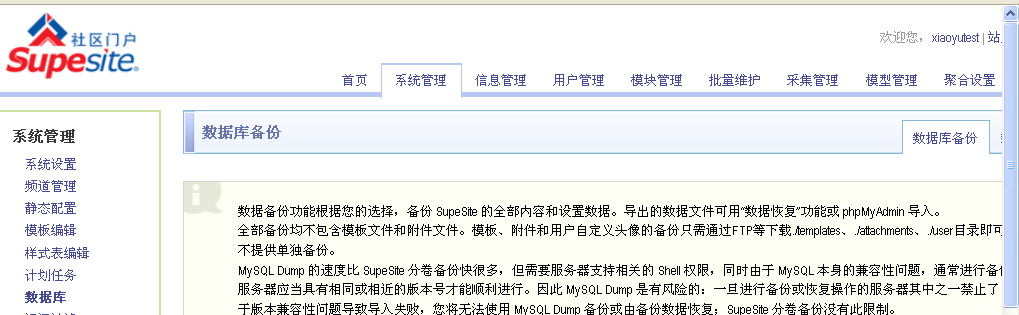 社区门户
Supesite
欢迎您，xiaoyutest | 站
首页 系统管理 信息管理 用户管理 模块管理 批量维护 采集管理 模型管理 聚合设置
系统管理
系统设置
频道管理
静态配置
模板编辑
样式表编辑
计划任务
数据库
数据库备份
数据库备份
数据备份功能根据您的选择，备份 SupeSite 的全部内容和设置数据。导出的数据文件可用“数据恢复”功能或 phpMyAdmin 导入。
全部备份均不包含模板文件和附件文件。模板、附件和用户自定义头像的备份只需通过FTP等下载./templates、./attachments、./user目录即可
不提供单独备份。
MySQL Dump 的速度比 SupeSite 分卷备份快很多，但需要服务器支持相关的 Shell 权限，同时由于 MySQL 本身的兼容性问题，通常进行备份
服务器应当具有相同或相近的版本号才能顺利进行。因此 MySQL Dump 是有风险的：一旦进行备份或恢复操作的服务器其中之一禁止了
于版本兼容性问题导致导入失败，您将无法使用 MySQL Dump 备份或由备份数据恢复；SupeSite 分卷备份没有此限制。